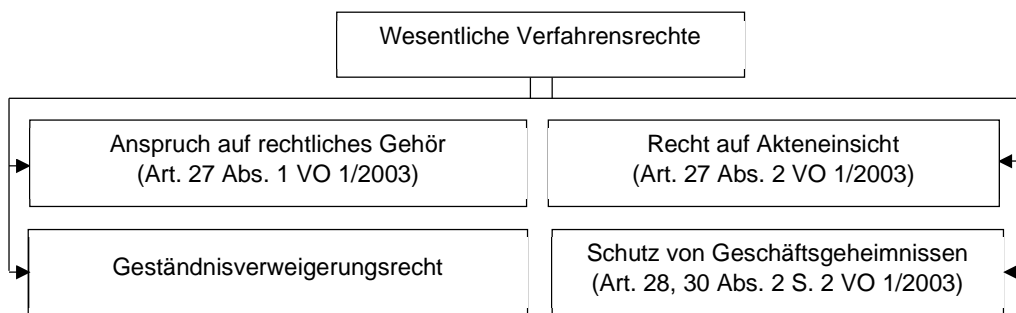 Wesentliche Verfahrensrechte
Anspruch auf rechtliches Gehör
(Art. 27 Abs. 1 VO 1/2003)
Recht auf Akteneinsicht
(Art. 27 Abs. 2 VO 1/2003)
Geständnisverweigerungsrecht
Schutz von Geschäftsgeheimnissen
(Art. 28, 30 Abs. 2 S. 2 VO 1/2003)